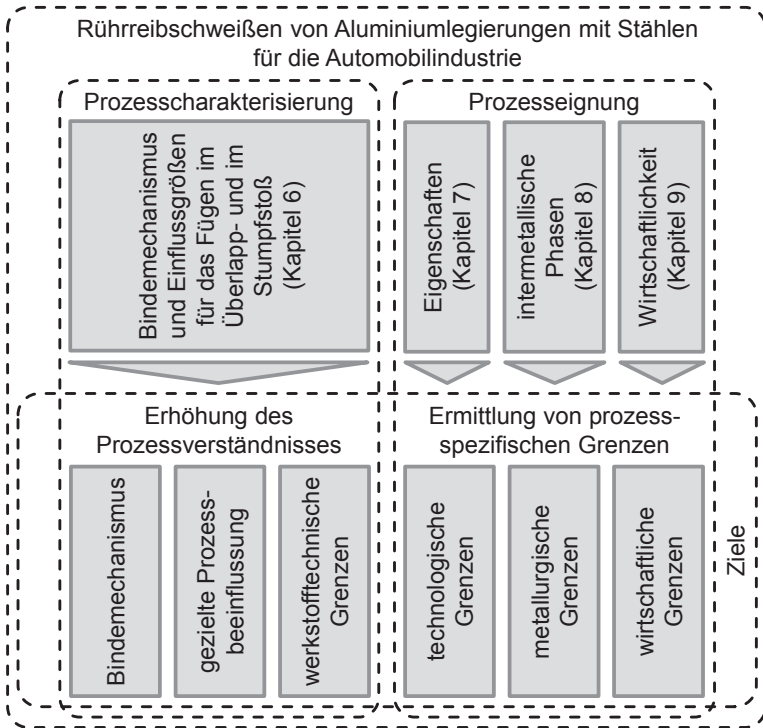 Rührreibschweißen von Aluminiumlegierungen mit Stählen
für die Automobilindustrie
Prozesscharakterisierung
Bindemechanismus
und Einflussgrößen
für das Fügen im
Überlapp- und im
Stumpfstoß
(Kapitel 6)
Prozesseignung
Eigenschaften
(Kapitel 7)
intermetallische
Phasen
(Kapitel 8)
Wirtschaftlichkeit
(Kapitel 9)
Erhöhung des
Prozessverständnisses
Bindemechanismus
gezielte Prozess-
beeinflussung
werkstofftechnische
Grenzen
Ermittlung von prozess-
spezifischen Grenzen
technologische
Grenzen
metallurgische
Grenzen
wirtschaftliche
Grenzen
Ziele